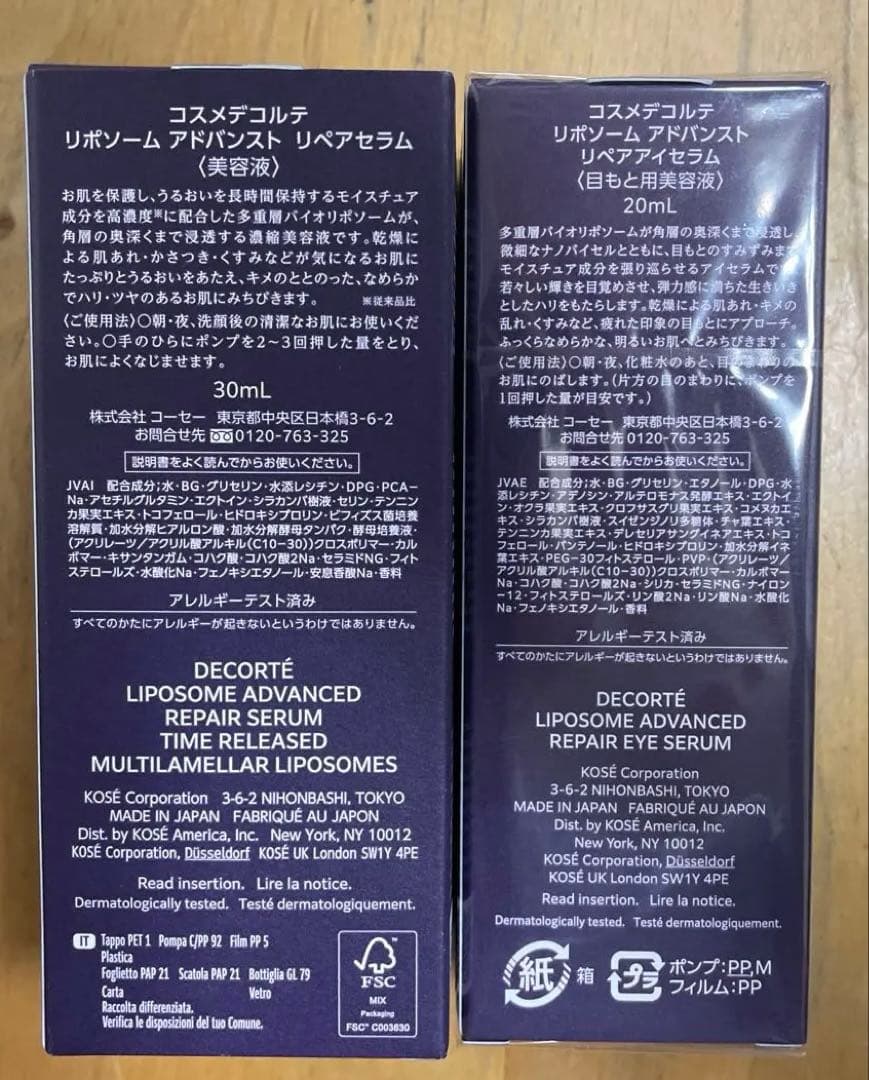 コスメデコルテ
リポソーム アドバンスト リペアセラム
〈美容液〉
お肌を保護し、うるおいを長時間保持するモイスチュア
成分を高濃度※に配合した多重層バイオリポソームが、
角層の奥深くまで浸透する濃縮美容液です。乾燥に
よる肌あれ・かさつき・くすみなどが気になるお肌に
たっぷりとうるおいをあたえ、キメのととのった、なめらか
でハリ・ツヤのあるお肌にみちびきます。 ※従来品比
〈ご使用法〉○朝・夜、洗顔後の清潔なお肌にお使いくだ
さい。○手のひらにポンプを2〜3回押した量をとり、
お肌によくなじませます。
30mL
株式会社 コーセー 東京都中央区日本橋3-6-2
お問合せ先 0120-763-325
説明書をよく読んでからお使いください。
JVAI 配合成分;水・BG・グリセリン・水添レシチン・DPG・PCA-
Na・アセチルグルタミン・エクトイン・シラカンバ樹液・セリン・テンニン
カ果実エキス・トコフェロール・ヒドロキシプロリン・ビフィズス菌培養
溶解質・加水分解ヒアルロン酸・加水分解酵母タンパク・酵母培養液・
(アクリレーツ/アクリル酸アルキル(C10-30))クロスポリマー・カル
ボマー・キサンタンガム・コハク酸・コハク酸2Na・セラミドNG・フィト
ステロールズ・水酸化Na・フェノキシエタノール・安息香酸Na・香料
アレルギーテスト済み
すべてのかたにアレルギーが起きないというわけではありません。
DECORTÉ
LIPOSOME ADVANCED
REPAIR SERUM
TIME RELEASED
MULTILAMELLAR LIPOSOMES
KOSÉ Corporation 3-6-2 NIHONBASHI, TOKYO
MADE IN JAPAN FABRIQUÉ AU JAPON
Dist. by KOSÉ America, Inc. New York, NY 10012
KOSÉ Corporation, Düsseldorf KOSÉ UK London SW1Y 4PE
Read insertion. Lire la notice.
Dermatologically tested. Testé dermatologiquement.
IT Tappo PET 1 Pompa C/PP 92 Film PP 5
Plastica
Foglietto PAP 21 Scatola PAP 21 Bottiglia GL 79
Carta Vetro
Raccolta differenziata.
Verifica le disposizioni del tuo Comune.
FSC
MIX
Packaging
FSC® C003630
コスメデコルテ
リポソーム アドバンスト
リペアアイセラム
〈目もと用美容液〉
20mL
多重層バイオリポソームが角層の奥深くまで浸透し、
微細なナノバイセルとともに、目もとのすみずみまで
モイスチュア成分を張り巡らせるアイセラムです。
若々しい輝きを目覚めさせ、弾力感に満ちた生きいき
としたハリをもたらします。乾燥による肌あれ・キメの
乱れ・くすみなど、疲れた印象の目もとにアプローチ。
ふっくらなめらかな、明るいお肌へとみちびきます。
〈ご使用法〉○朝・夜、化粧水のあと、目のまわりの
お肌にのばします。(片方の目のまわりに、ポンプを
1回押した量が目安です。)
株式会社 コーセー 東京都中央区日本橋3-6-2
お問合せ先 0120-763-325
説明書をよく読んでからお使いください。
JVAE 配合成分;水・BG・グリセリン・エタノール・DPG・水
添レシチン・アデノシン・アルテロモナス発酵エキス・エクトイ
ン・オクラ果実エキス・クロフサスグリ果実エキス・コメヌカエ
キス・シラカンバ樹液・スイゼンジノリ多糖体・チャ葉エキス・
テンニンカ果実エキス・デレセリアサングイネアエキス・トコ
フェロール・パンテノール・ヒドロキシプロリン・加水分解イネ
葉エキス・PEG-30フィトステロール・PVP・(アクリレーツ/
アクリル酸アルキル(C10-30))クロスポリマー・カルボマー
Na・コハク酸・コハク酸2Na・シリカ・セラミドNG・ナイロン
-12・フィトステロールズ・リン酸2Na・リン酸Na・水酸化
Na・フェノキシエタノール・香料
アレルギーテスト済み
すべてのかたにアレルギーが起きないというわけではありません。
DECORTÉ
LIPOSOME ADVANCED
REPAIR EYE SERUM
KOSÉ Corporation
3-6-2 NIHONBASHI, TOKYO
MADE IN JAPAN FABRIQUÉ AU JAPON
Dist. by KOSÉ America, Inc.
New York, NY 10012
KOSÉ Corporation, Düsseldorf
KOSÉ UK London SW1Y 4PE
Read insertion. Lire la notice.
Dermatologically tested. Testé dermatologiquement.
紙 箱 プラ ポンプ:PP,M
フィルム:PP